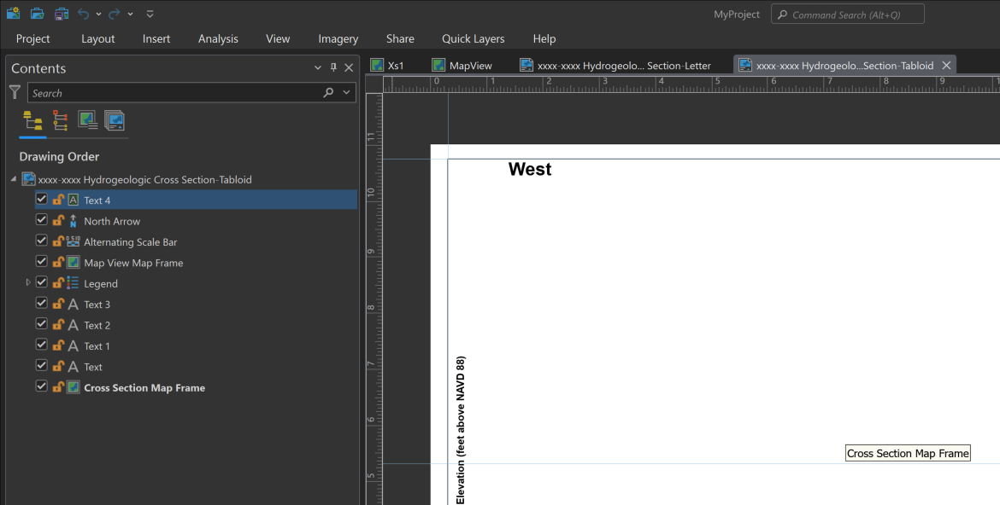 MyProject
Command Search (Alt+Q)
Project Layout Insert Analysis View Imagery Share Quick Layers Help
Contents
Search
Drawing Order
xxxx-xxxx Hydrogeologic Cross Section-Tabloid
Text 4
North Arrow
Alternating Scale Bar
Map View Map Frame
Legend
Text 3
Text 2
Text 1
Text
Cross Section Map Frame
Xs1 MapView xxxx-xxxx Hydrogeolo... Section-Letter xxxx-xxxx Hydrogeolo...Section-Tabloid
0 1 2 3 4 5 6 7 8 9
11
10
9
8
7
6
5
West
Elevation (feet above NAVD 88)
Cross Section Map Frame